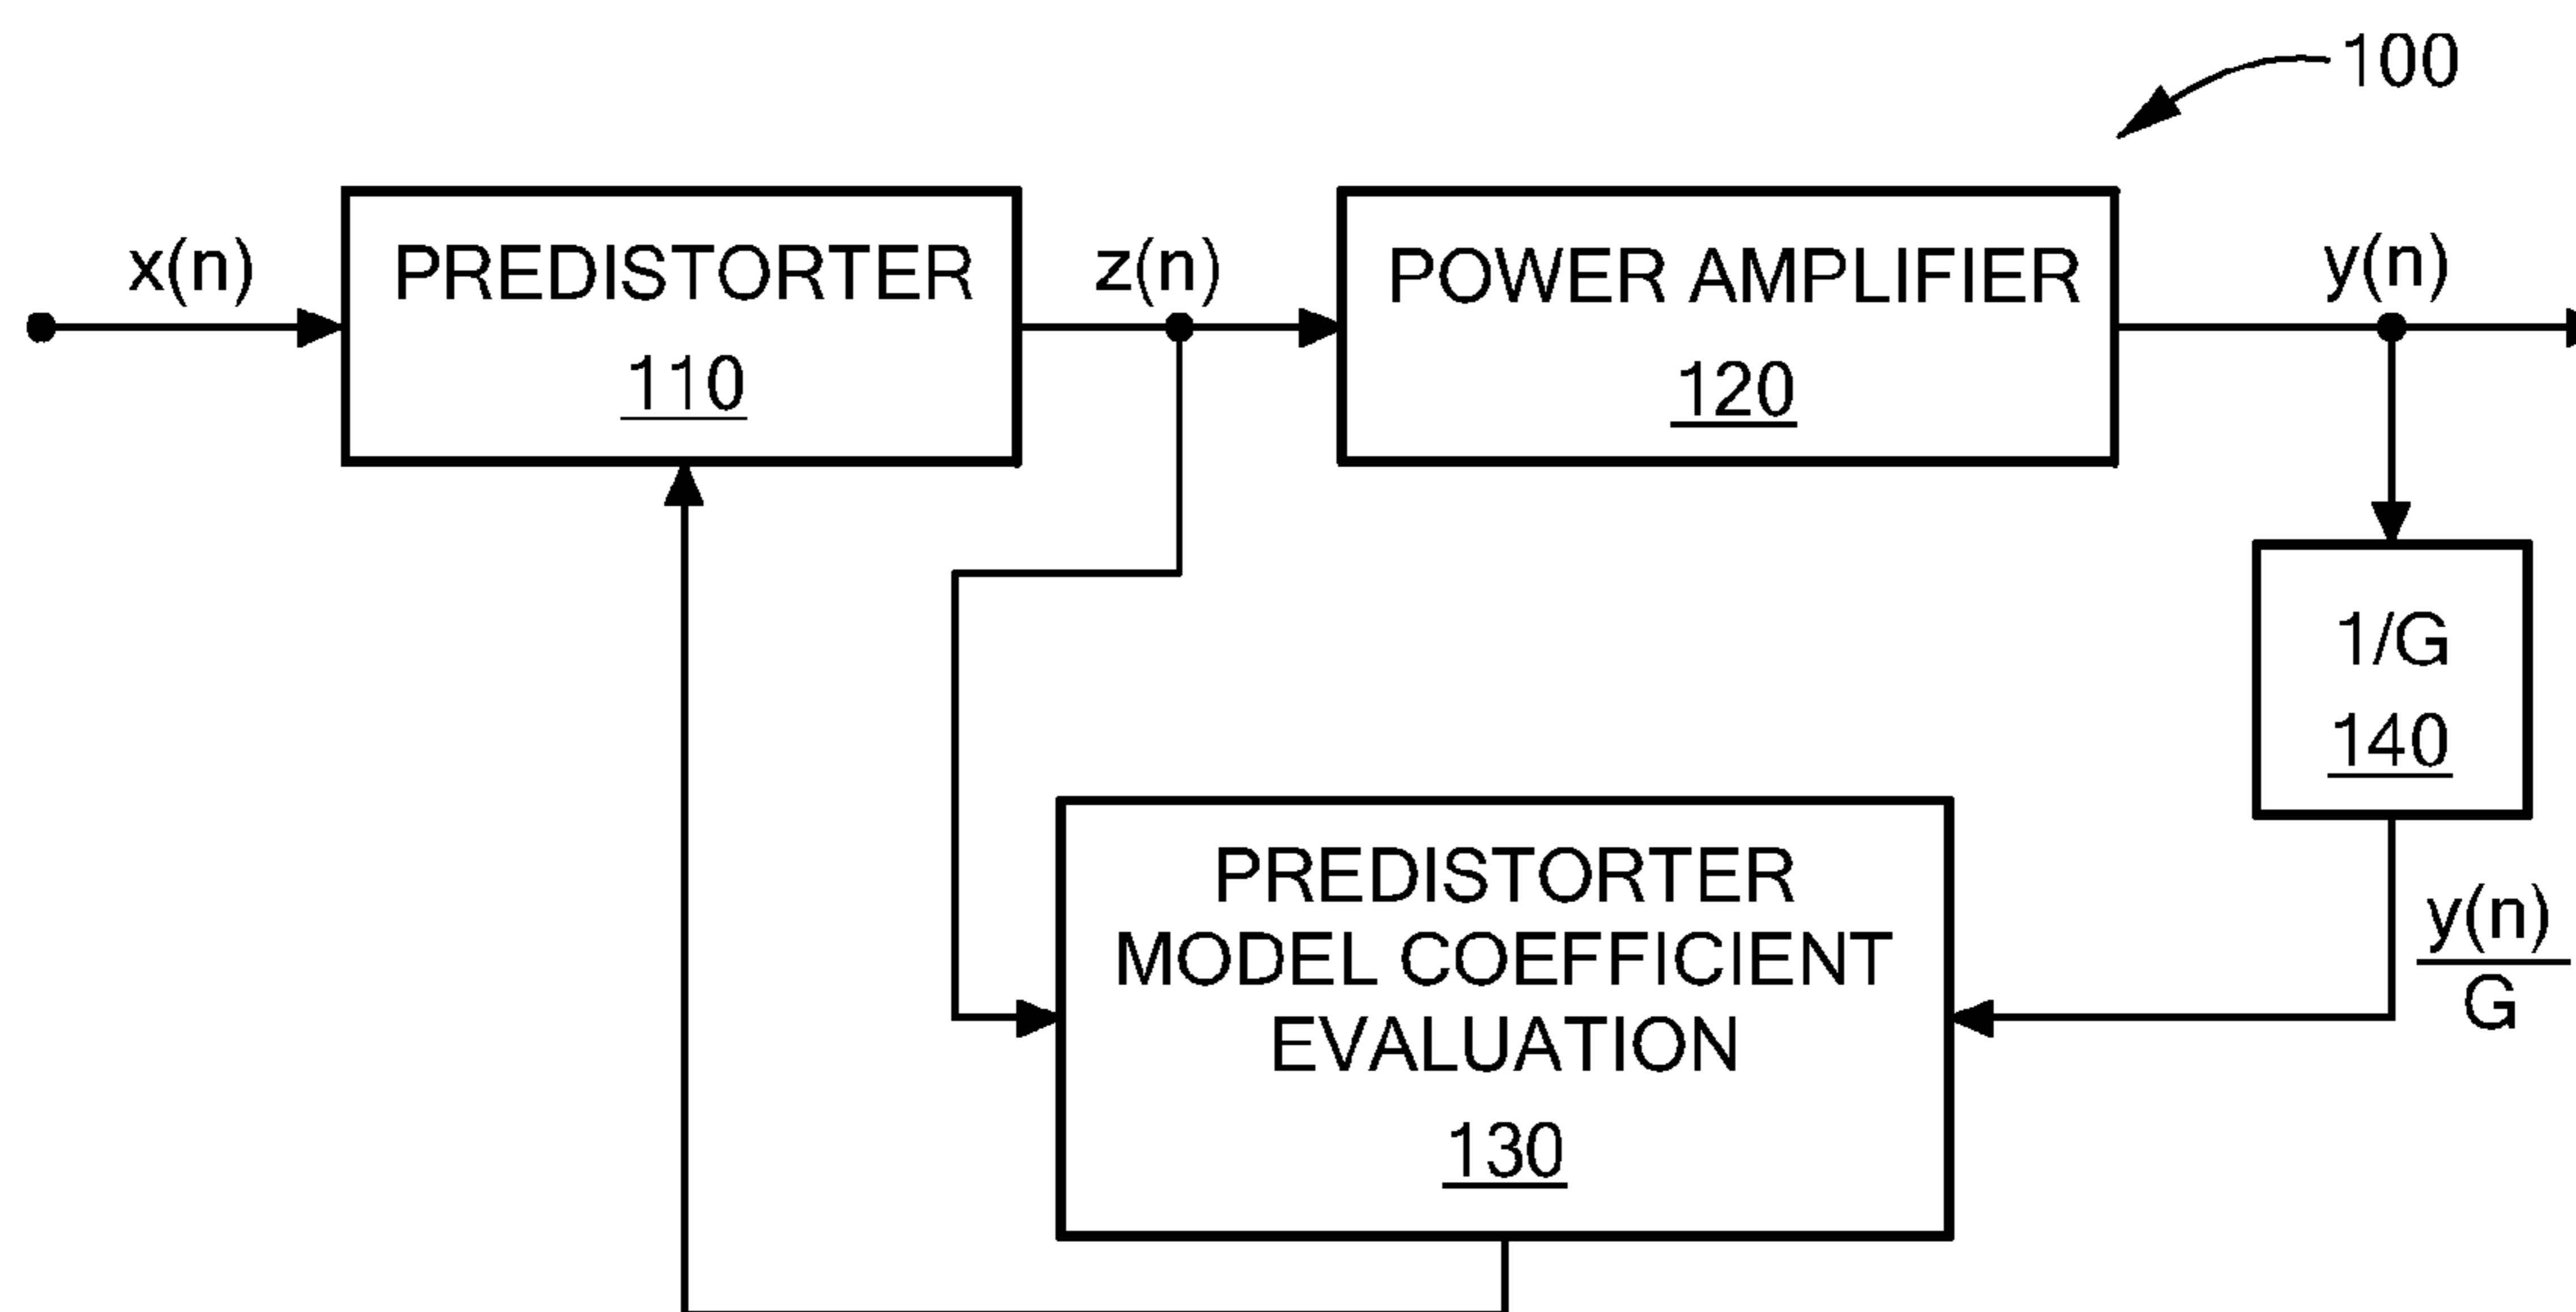 100
x(n)
PREDISTORTER
110
z(n)
POWER AMPLIFIER
120
y(n)
1/G
140
PREDISTORTER
MODEL COEFFICIENT
EVALUATION
130
y(n)
G